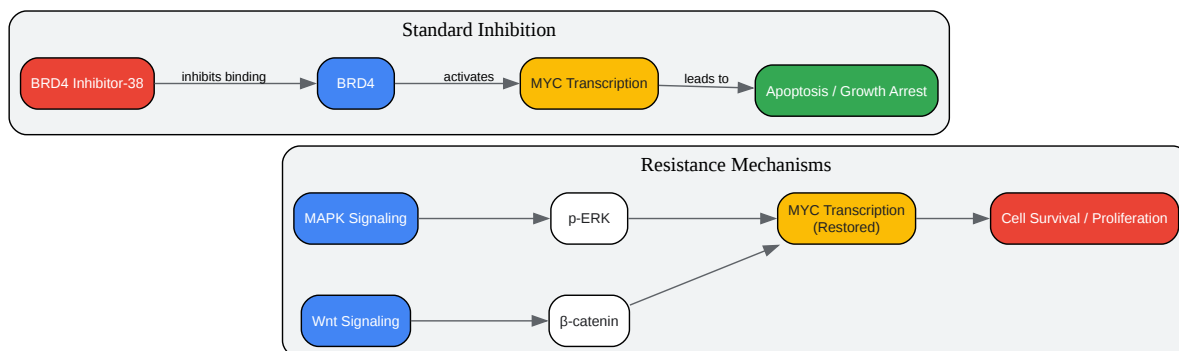 Standard Inhibition
BRD4 Inhibitor-38
inhibits binding
BRD4
activates
MYC Transcription
leads to
Apoptosis / Growth Arrest
Resistance Mechanisms
MAPK Signaling
p-ERK
MYC Transcription
(Restored)
Cell Survival / Proliferation
Wnt Signaling
β-catenin